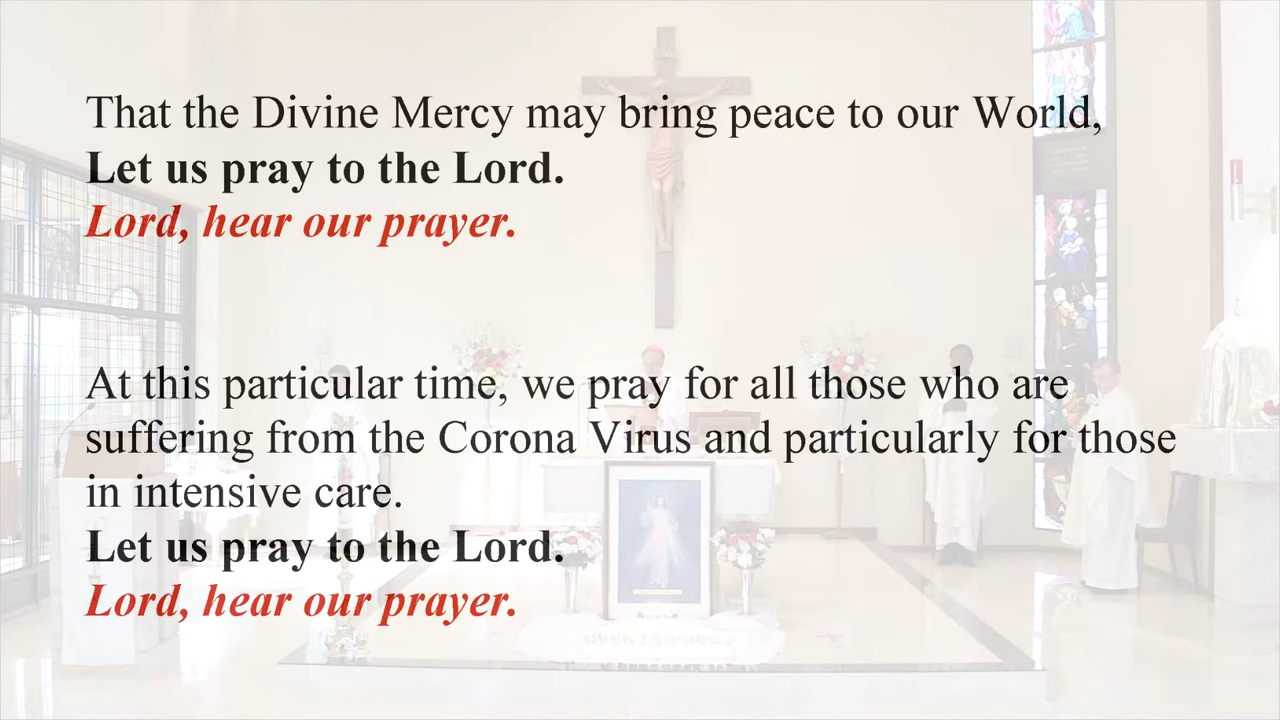 That the Divine Mercy may bring peace to our World,
Let us pray to the Lord.
Lord, hear our prayer.
At this particular time, we pray for all those who are
suffering from the Corona Virus and particularly for those
in intensive care.
Let us pray to the Lord.
Lord, hear our prayer.